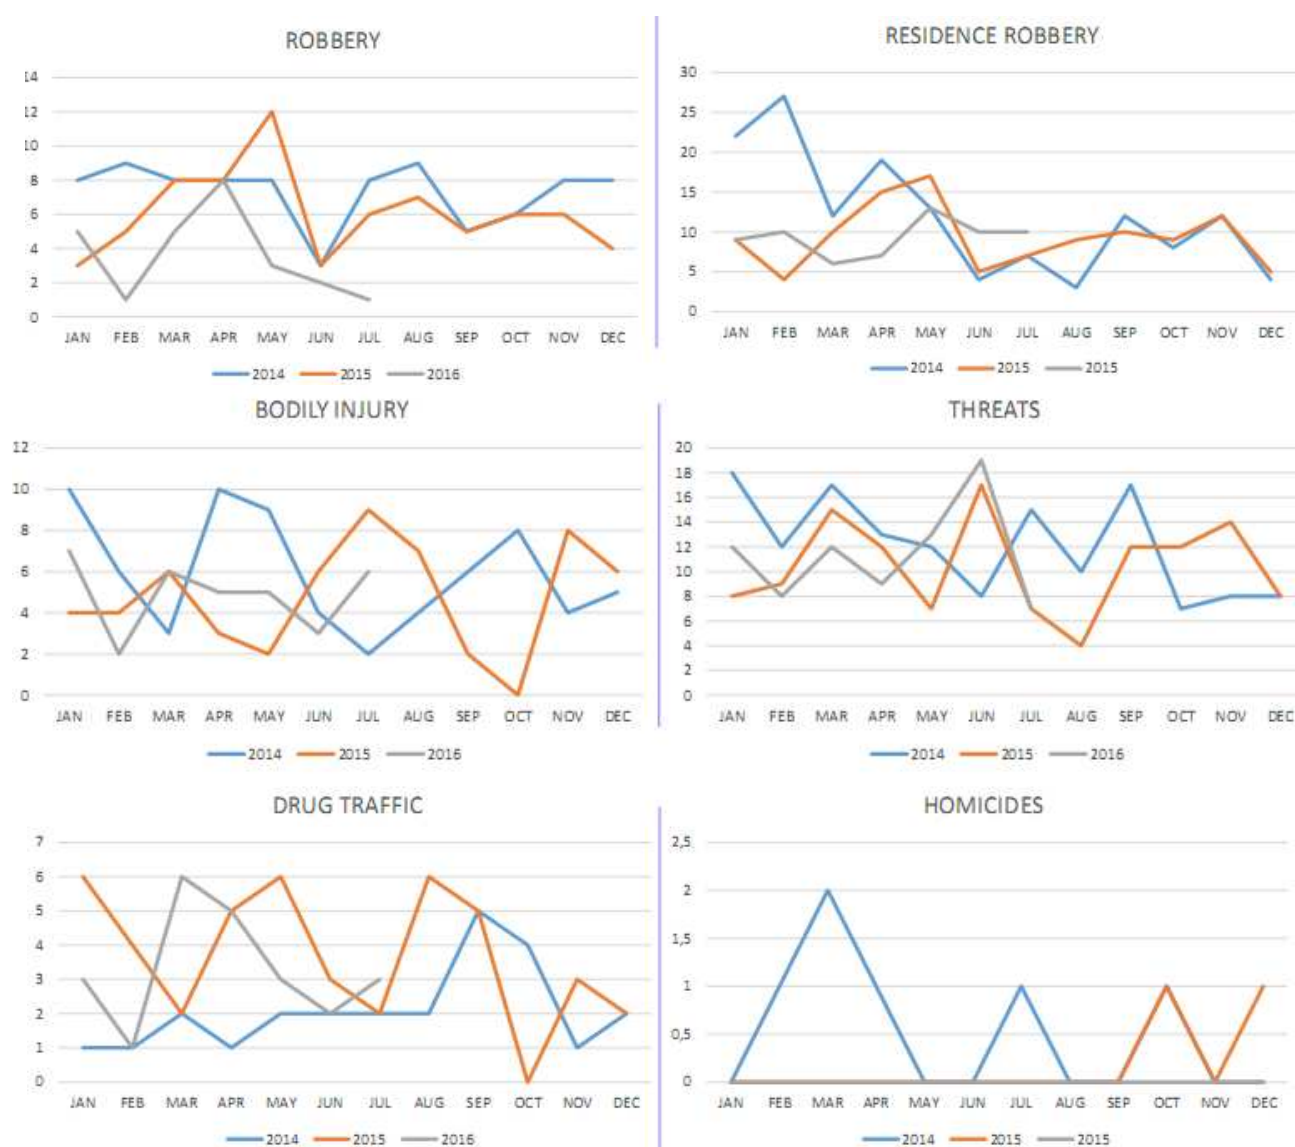 ROBBERY
14
12
10
8
6
4
2
0
JAN FEB MAR APR MAY JUN JUL AUG SEP OCT NOV DEC
2014 2015 2016
RESIDENCE ROBBERY
30
25
20
15
10
5
0
JAN FEB MAR APR MAY JUN JUL AUG SEP OCT NOV DEC
2014 2015 2015
BODILY INJURY
12
10
8
6
4
2
0
JAN FEB MAR APR MAY JUN JUL AUG SEP OCT NOV DEC
2014 2015 2016
THREATS
20
18
16
14
12
10
8
6
4
2
0
JAN FEB MAR APR MAY JUN JUL AUG SEP OCT NOV DEC
2014 2015 2016
DRUG TRAFFIC
7
6
5
4
3
2
1
0
JAN FEB MAR APR MAY JUN JUL AUG SEP OCT NOV DEC
2014 2015 2016
HOMICIDES
2,5
2
1,5
1
0,5
0
JAN FEB MAR APR MAY JUN JUL AUG SEP OCT NOV DEC
2014 2015 2015